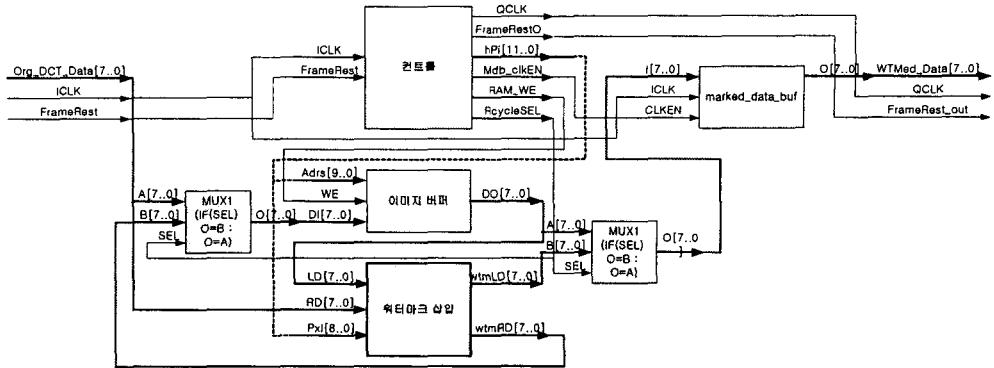 QCLK
FrameRestO
hPi[11..0]
Mdb_clkEN
RAM_WE
RcycleSEL
ICLK
FrameRest
컨트롤
Org_DCT_Data[7..0]
ICLK
FrameRest
I[7..0]
ICLK
CLKEN
marked_data_buf
O[7..0]
WTMed_Data[7..0]
QCLK
FrameRest_out
Adrs[9..0]
WE
DI[7..0]
이미지 버퍼
DO[7..0]
A[7..0]
B[7..0]
SEL
MUX1
(IF(SEL)
O=B :
O=A)
O[7..0]
A[7..0]
B[7..0]
SEL
MUX1
(IF(SEL)
O=B :
O=A)
O[7..0
]
LD[7..0]
RD[7..0]
Pxl[8..0]
워터마크 삽입
wtmLD[7..0]
wtmRD[7..0]